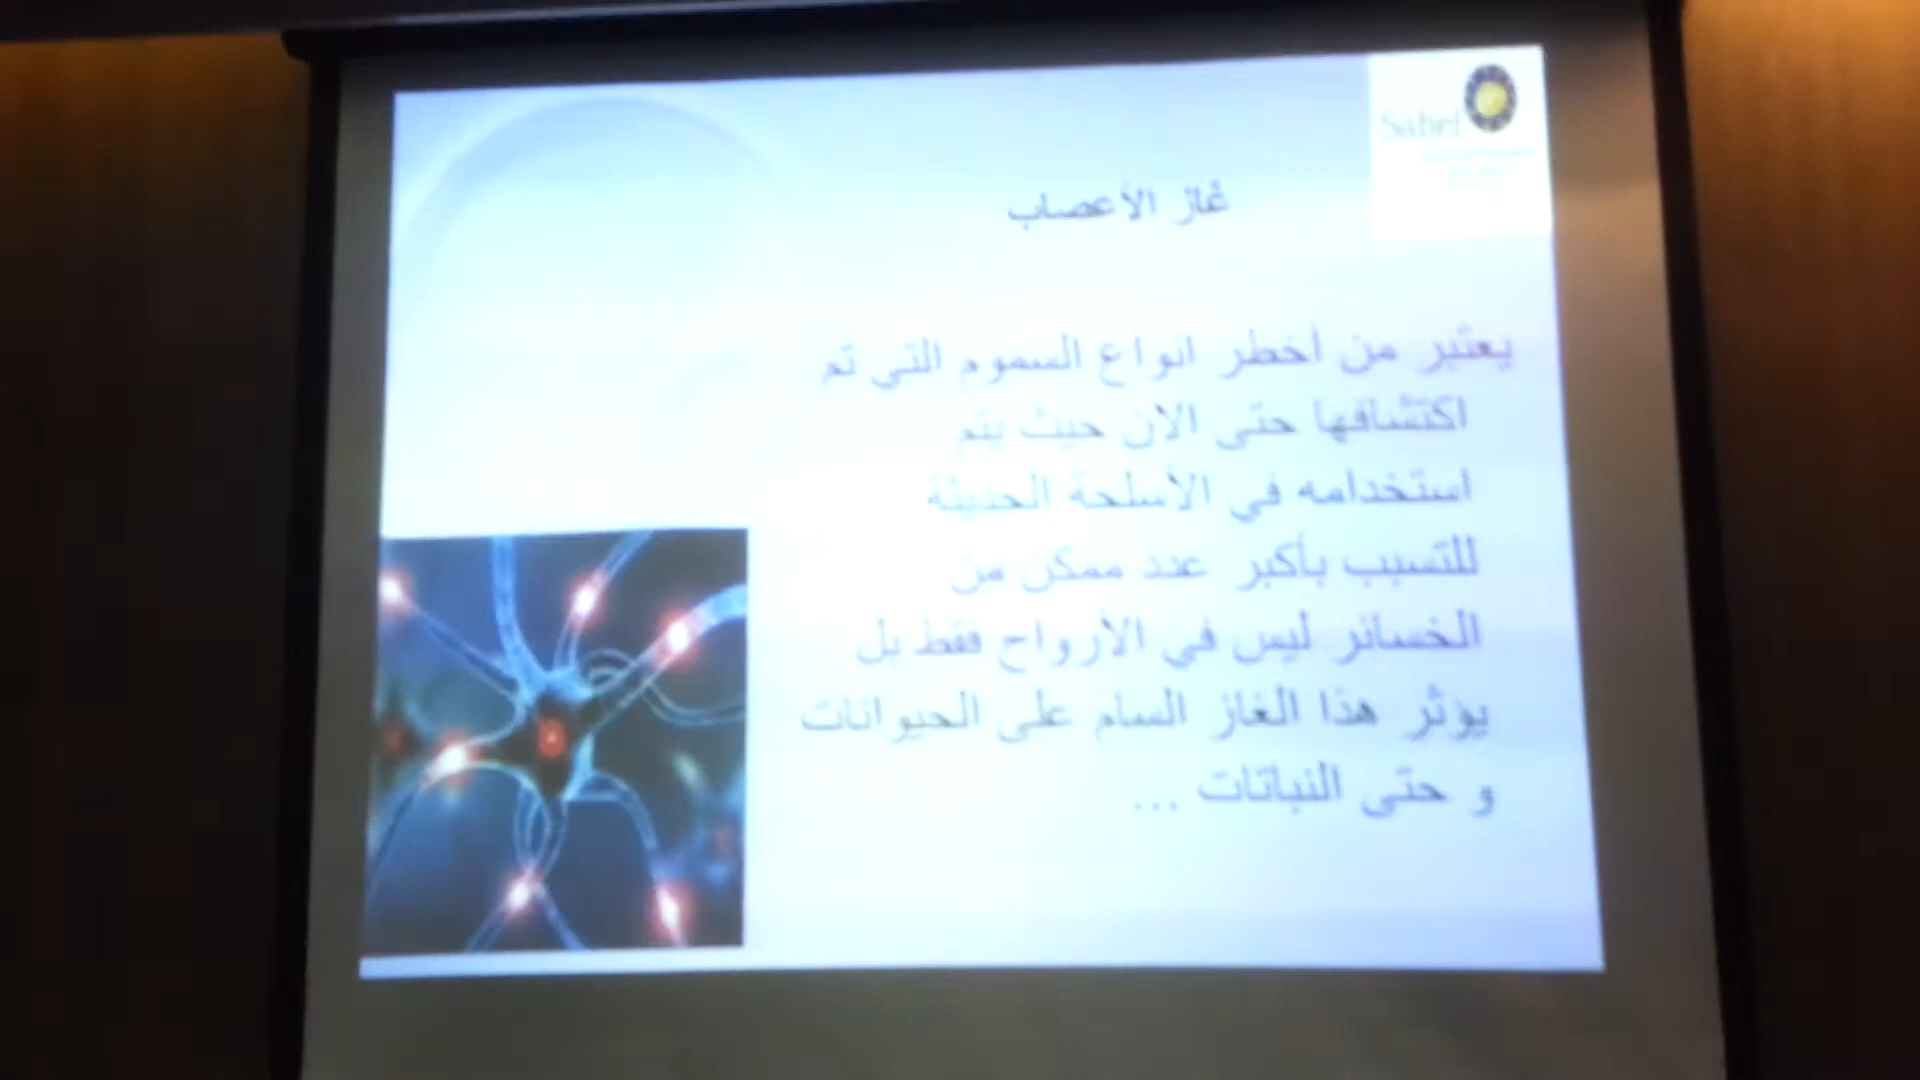 Sahel
غاز الأعصاب
يعتبر من أخطر انواع السموم التي تم
اكتشافها حتى الان حيث يتم
استخدامه في الأسلحة الحديثة
للتسبب بأكبر عدد ممكن من
الخسائر ليس في الأرواح فقط بل
يؤثر هذا الغاز السام على الحيوانات
و حتى النباتات ...